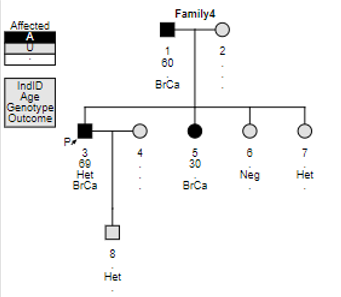 Family4
Affected
A
U
.
IndID
Age
Genotype
Outcome
1 2
60 .
. .
BrCa .
P
3 4 5 6 7
69 . 30 . .
Het . . Neg Het
BrCa . BrCa . .
8
.
Het
.